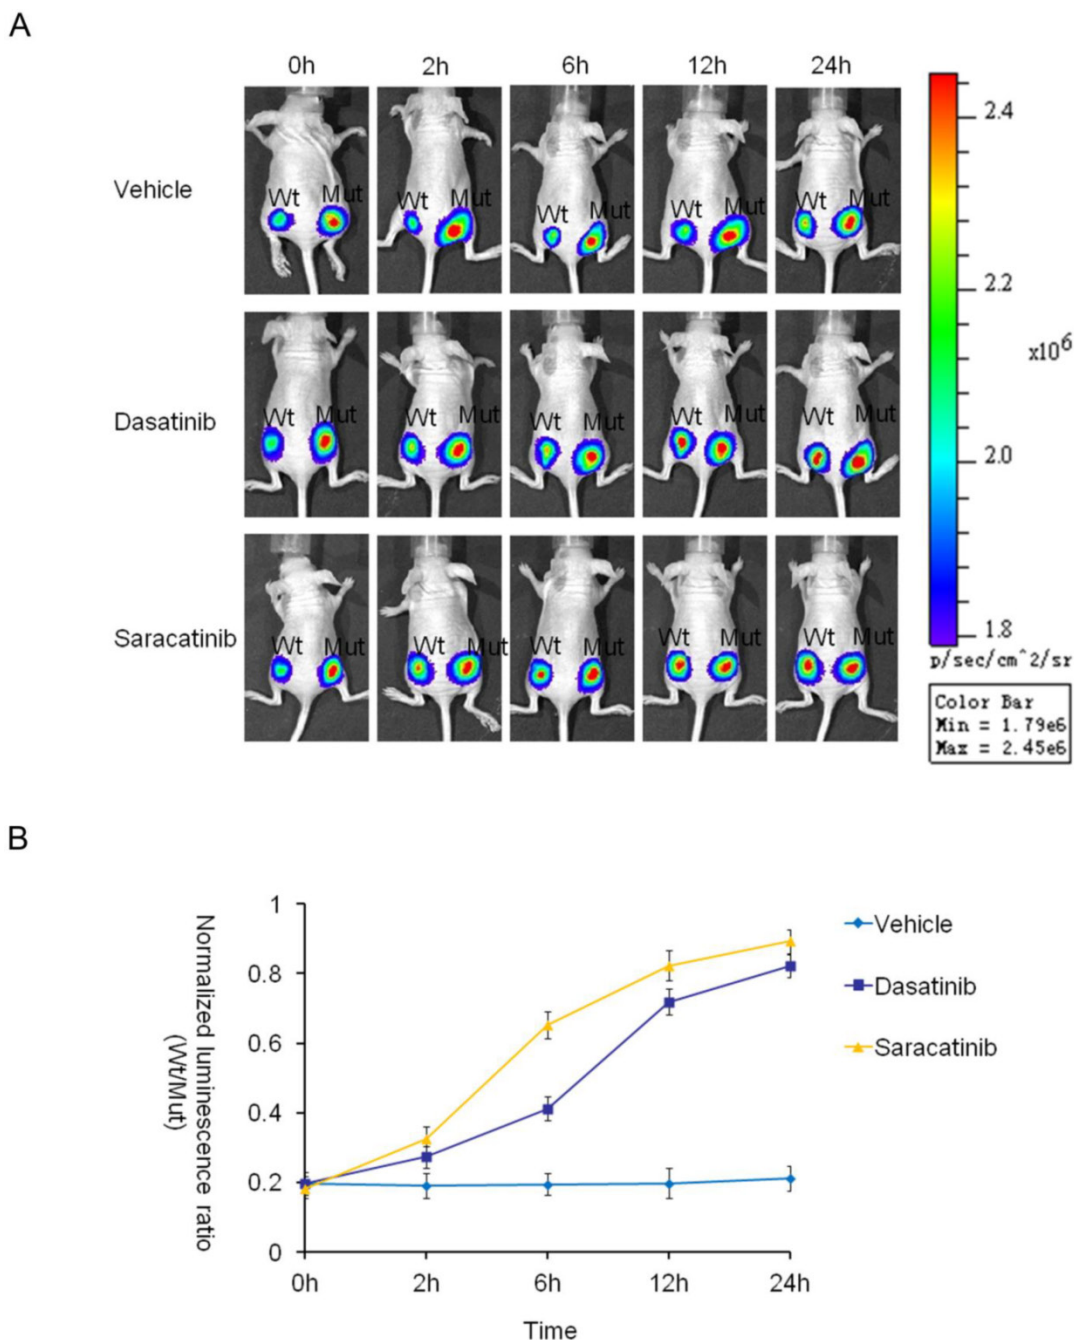 A
0h 2h 6h 12h 24h
Vehicle
Wt Mut Wt Mut Wt Mut Wt Mut Wt Mut
Dasatinib
Wt Mut Wt Mut Wt Mut Wt Mut Wt Mut
Saracatinib
Wt Mut Wt Mut Wt Mut Wt Mut Wt Mut
2.4
2.2
x10^6
2.0
1.8
p/sec/cm^2/sr
Color Bar
Min = 1.79e6
Max = 2.45e6
B
Normalized luminescence ratio
(Wt/Mut)
1
0.8
0.6
0.4
0.2
0
0h 2h 6h 12h 24h
Time
Vehicle
Dasatinib
Saracatinib